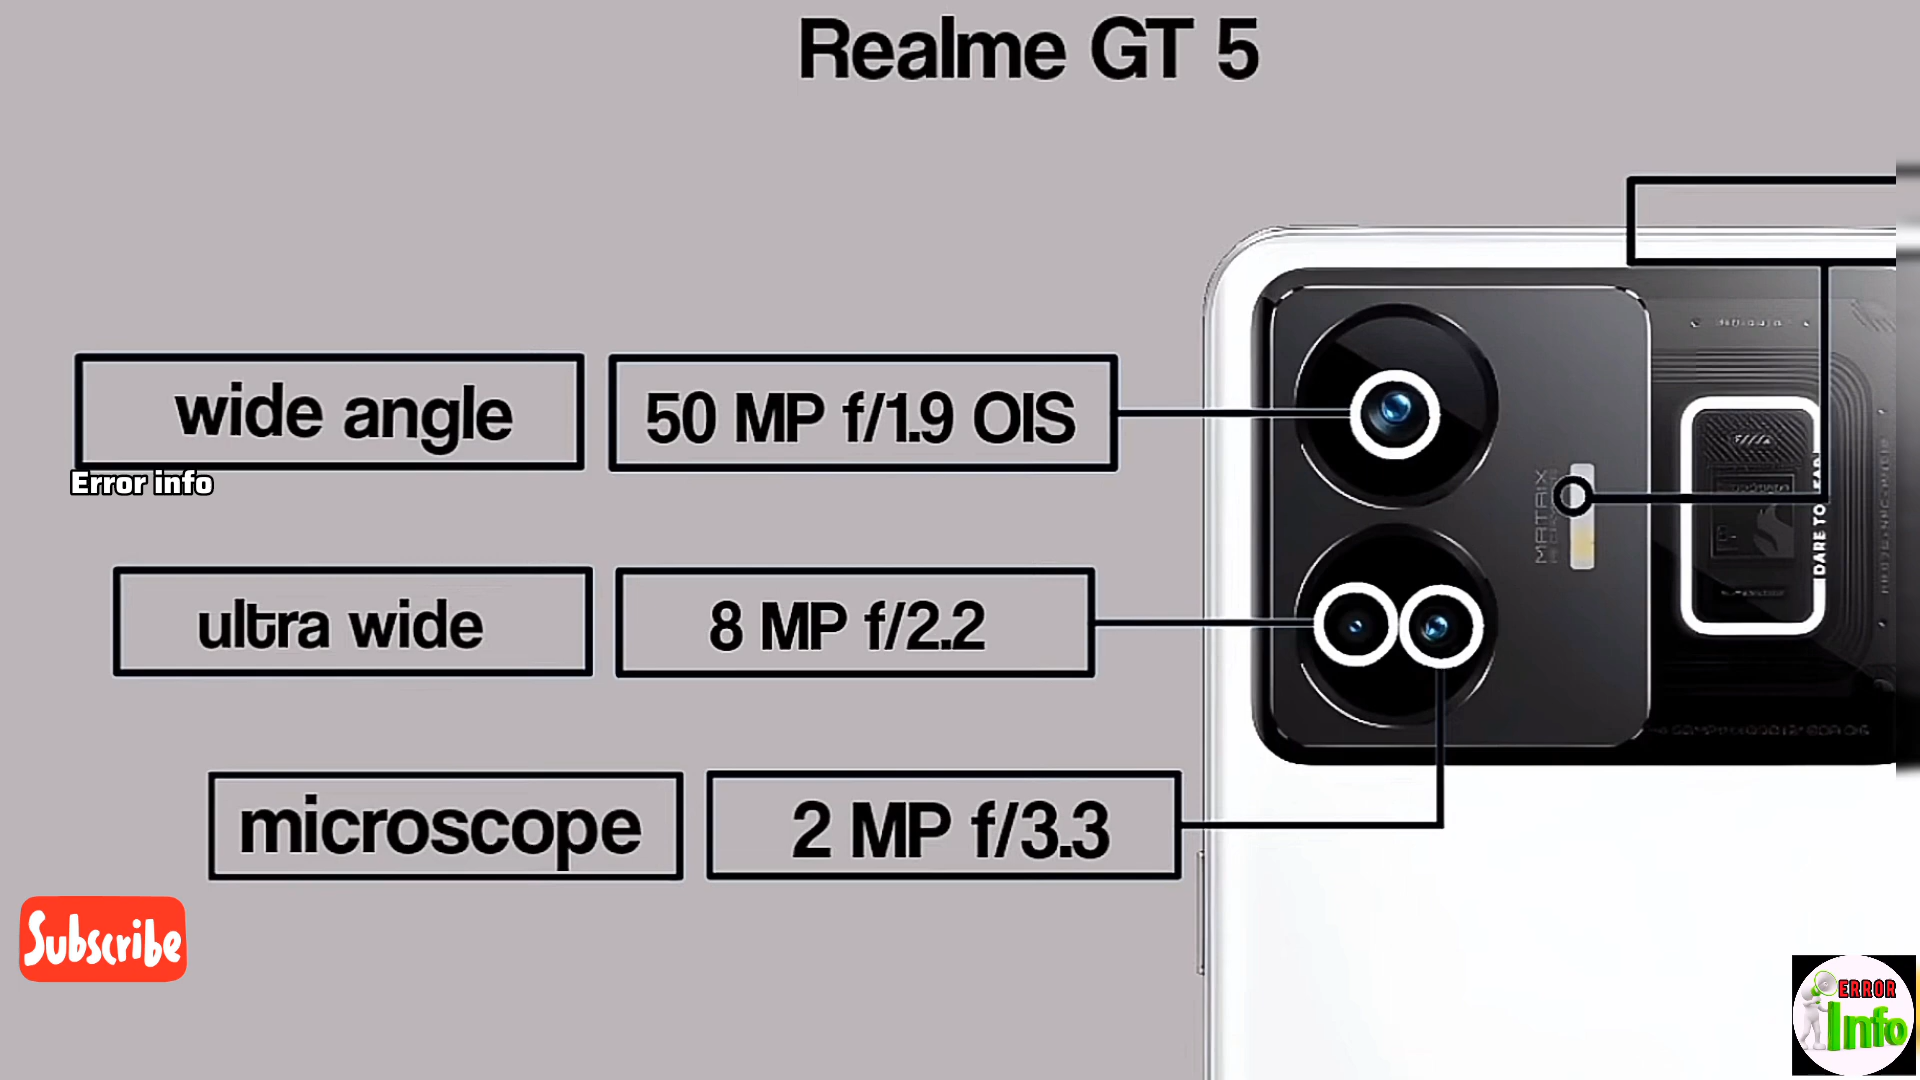 Realme GT 5
wide angle
50 MP f/1.9 OIS
Error info
ultra wide
8 MP f/2.2
microscope
2 MP f/3.3
MATRIX
DARE TO LEAP
Subscribe
ERROR
Info